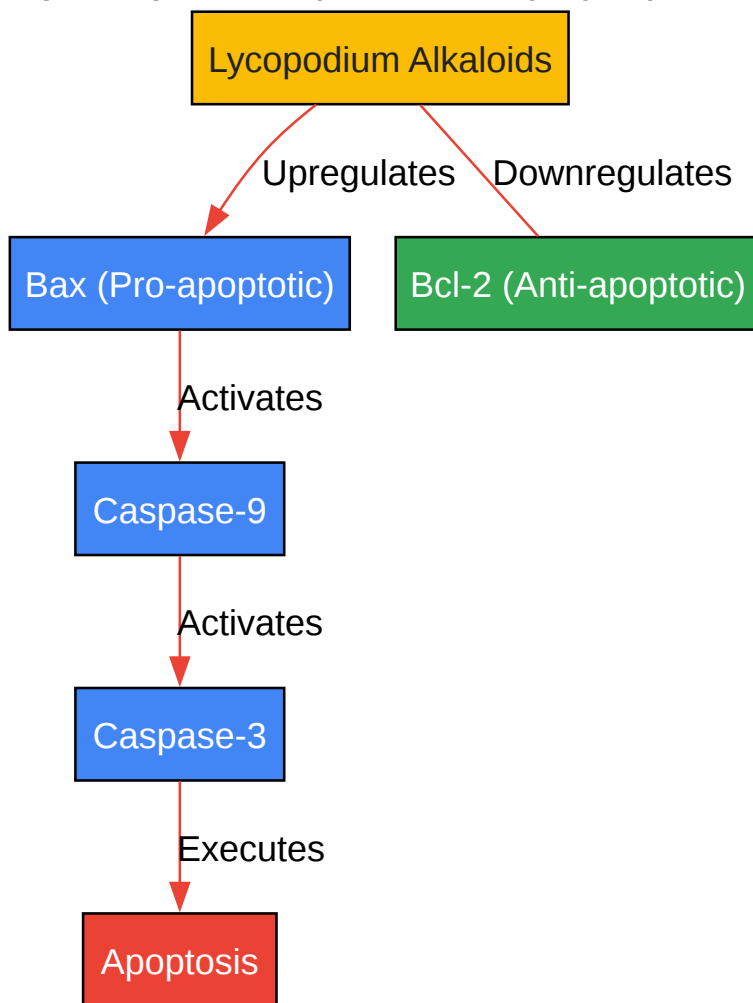 Lycopodium Alkaloids
Upregulates
Downregulates
Bax (Pro-apoptotic)
Bcl-2 (Anti-apoptotic)
Activates
Caspase-9
Activates
Caspase-3
Executes
Apoptosis